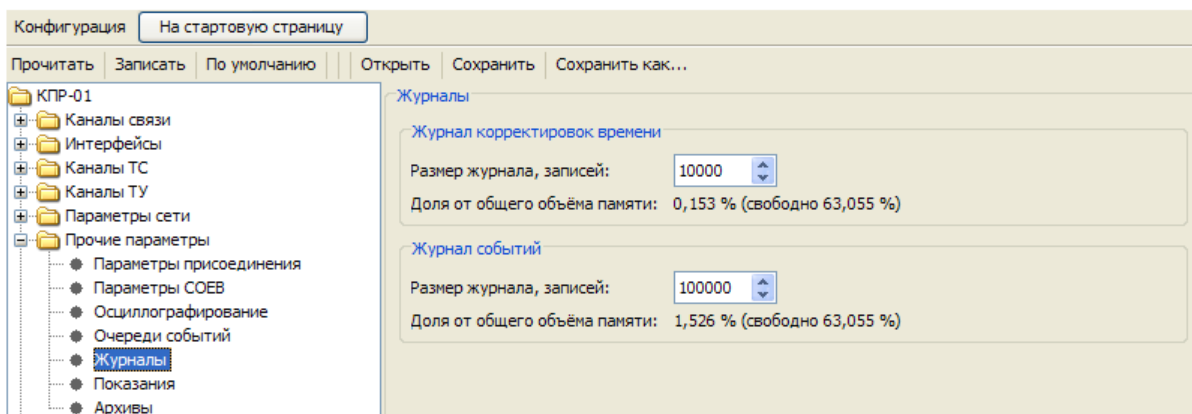 Конфигурация На стартовую страницу
Прочитать Записать По умолчанию Открыть Сохранить Сохранить как...
КПР-01
Каналы связи
Интерфейсы
Каналы ТС
Каналы ТУ
Параметры сети
Прочие параметры
Параметры присоединения
Параметры СОЕВ
Осциллографирование
Очереди событий
Журналы
Показания
Архивы
Журналы
Журнал корректировок времени
Размер журнала, записей: 10000
Доля от общего объёма памяти: 0,153 % (свободно 63,055 %)
Журнал событий
Размер журнала, записей: 100000
Доля от общего объёма памяти: 1,526 % (свободно 63,055 %)